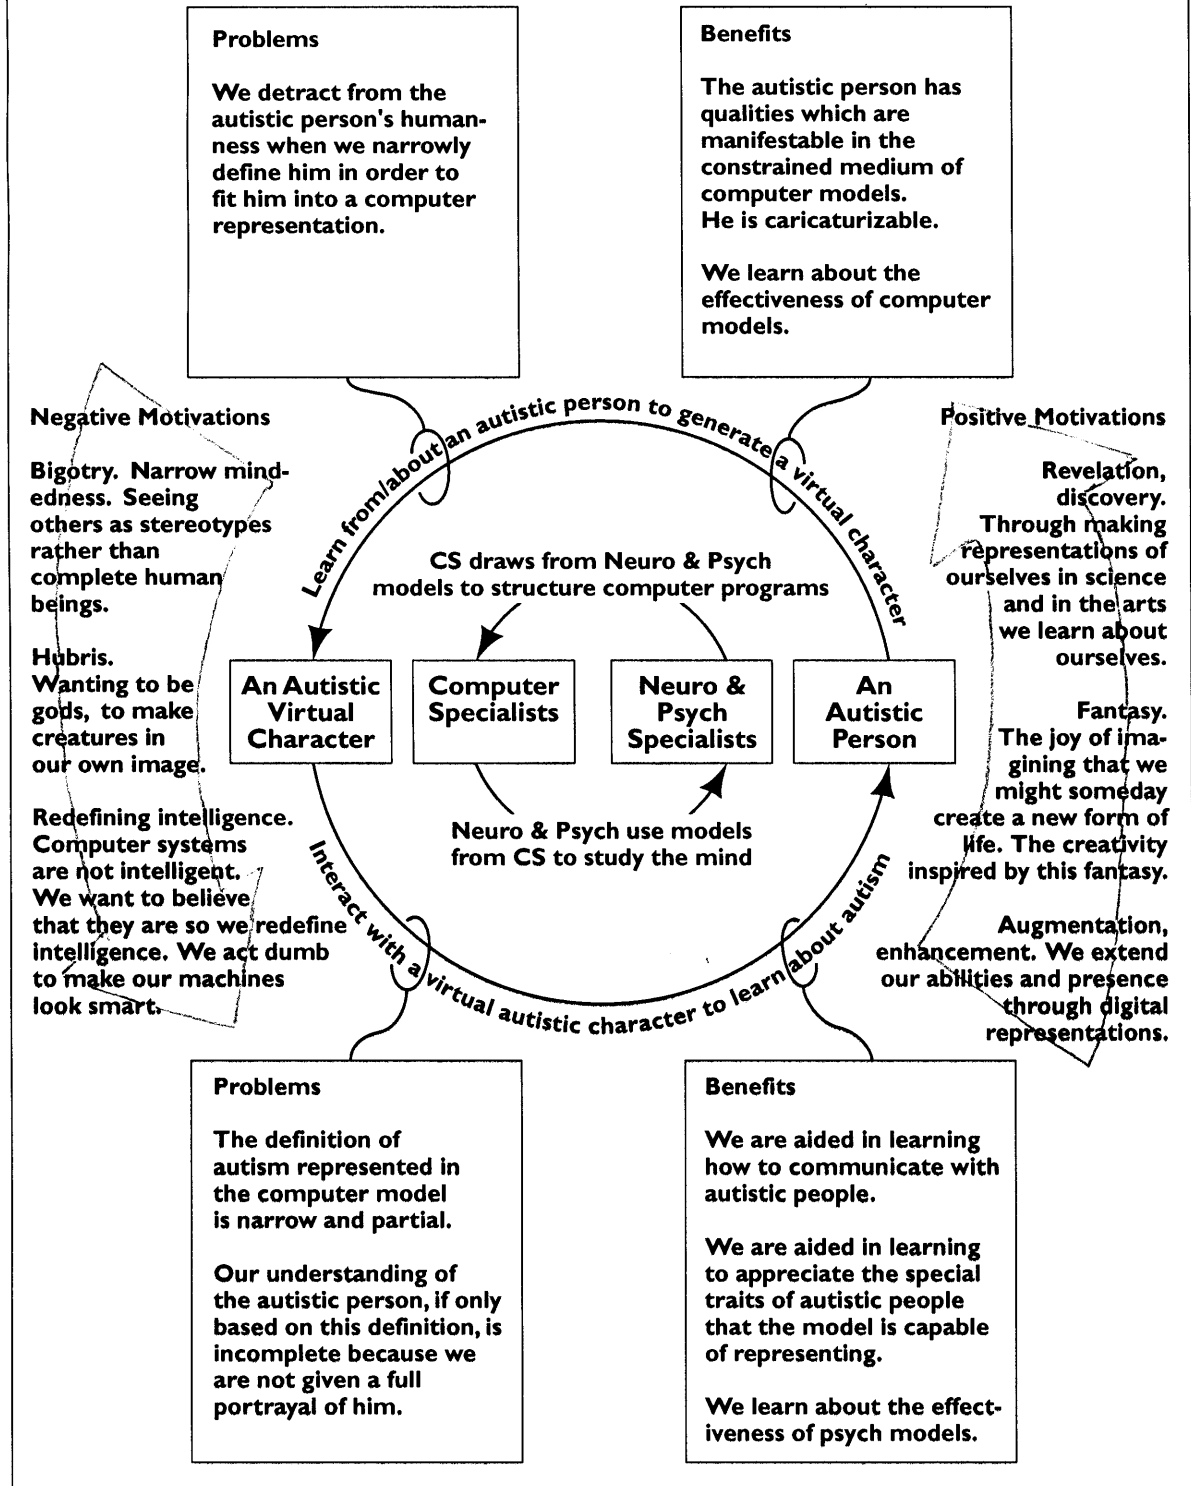 Problems
We detract from the
autistic person's human-
ness when we narrowly
define him in order to
fit him into a computer
representation.
Benefits
The autistic person has
qualities which are
manifestable in the
constrained medium of
computer models.
He is caricaturizable.
We learn about the
effectiveness of computer
models.
Negative Motivations
Bigotry. Narrow mind-
edness. Seeing
others as stereotypes
rather than
complete human
beings.
Hubris.
Wanting to be
gods, to make
creatures in
our own image.
Redefining intelligence.
Computer systems
are not intelligent.
We want to believe
that they are so we redefine
intelligence. We act dumb
to make our machines
look smart.
Learn from/about an autistic person to generate a virtual character
CS draws from Neuro & Psych
models to structure computer programs
An Autistic
Virtual
Character
Computer
Specialists
Neuro &
Psych
Specialists
An
Autistic
Person
Neuro & Psych use models
from CS to study the mind
Interact with a virtual autistic character to learn about autism
Positive Motivations
Revelation,
discovery.
Through making
representations of
ourselves in science
and in the arts
we learn about
ourselves.
Fantasy.
The joy of ima-
gining that we
might someday
create a new form of
life. The creativity
inspired by this fantasy.
Augmentation,
enhancement. We extend
our abilities and presence
through digital
representations.
Problems
The definition of
autism represented in
the computer model
is narrow and partial.
Our understanding of
the autistic person, if only
based on this definition, is
incomplete because we
are not given a full
portrayal of him.
Benefits
We are aided in learning
how to communicate with
autistic people.
We are aided in learning
to appreciate the special
traits of autistic people
that the model is capable
of representing.
We learn about the effect-
iveness of psych models.